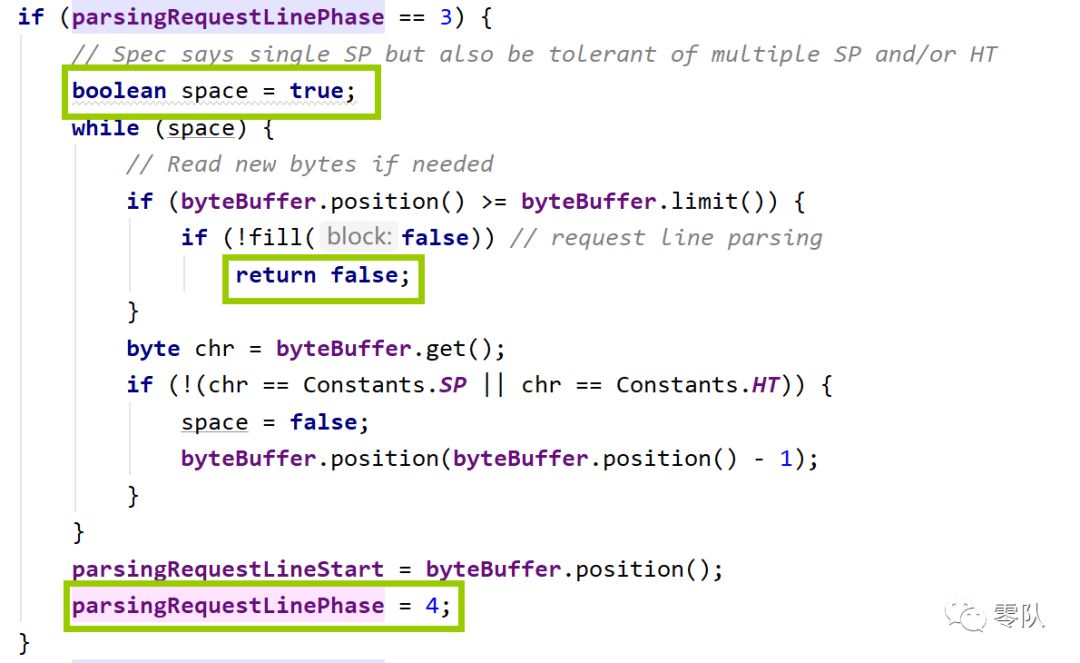 if (parsingRequestLinePhase == 3) {
// Spec says single SP but also be tolerant of multiple SP and/or HT
boolean space = true;
while (space) {
// Read new bytes if needed
if (byteBuffer.position() >= byteBuffer.limit()) {
if (!fill( block: false)) // request line parsing
return false;
}
byte chr = byteBuffer.get();
if (!(chr == Constants.SP || chr == Constants.HT)) {
space = false;
byteBuffer.position(byteBuffer.position() - 1);
}
}
parsingRequestLineStart = byteBuffer.position();
parsingRequestLinePhase = 4;
}
零队